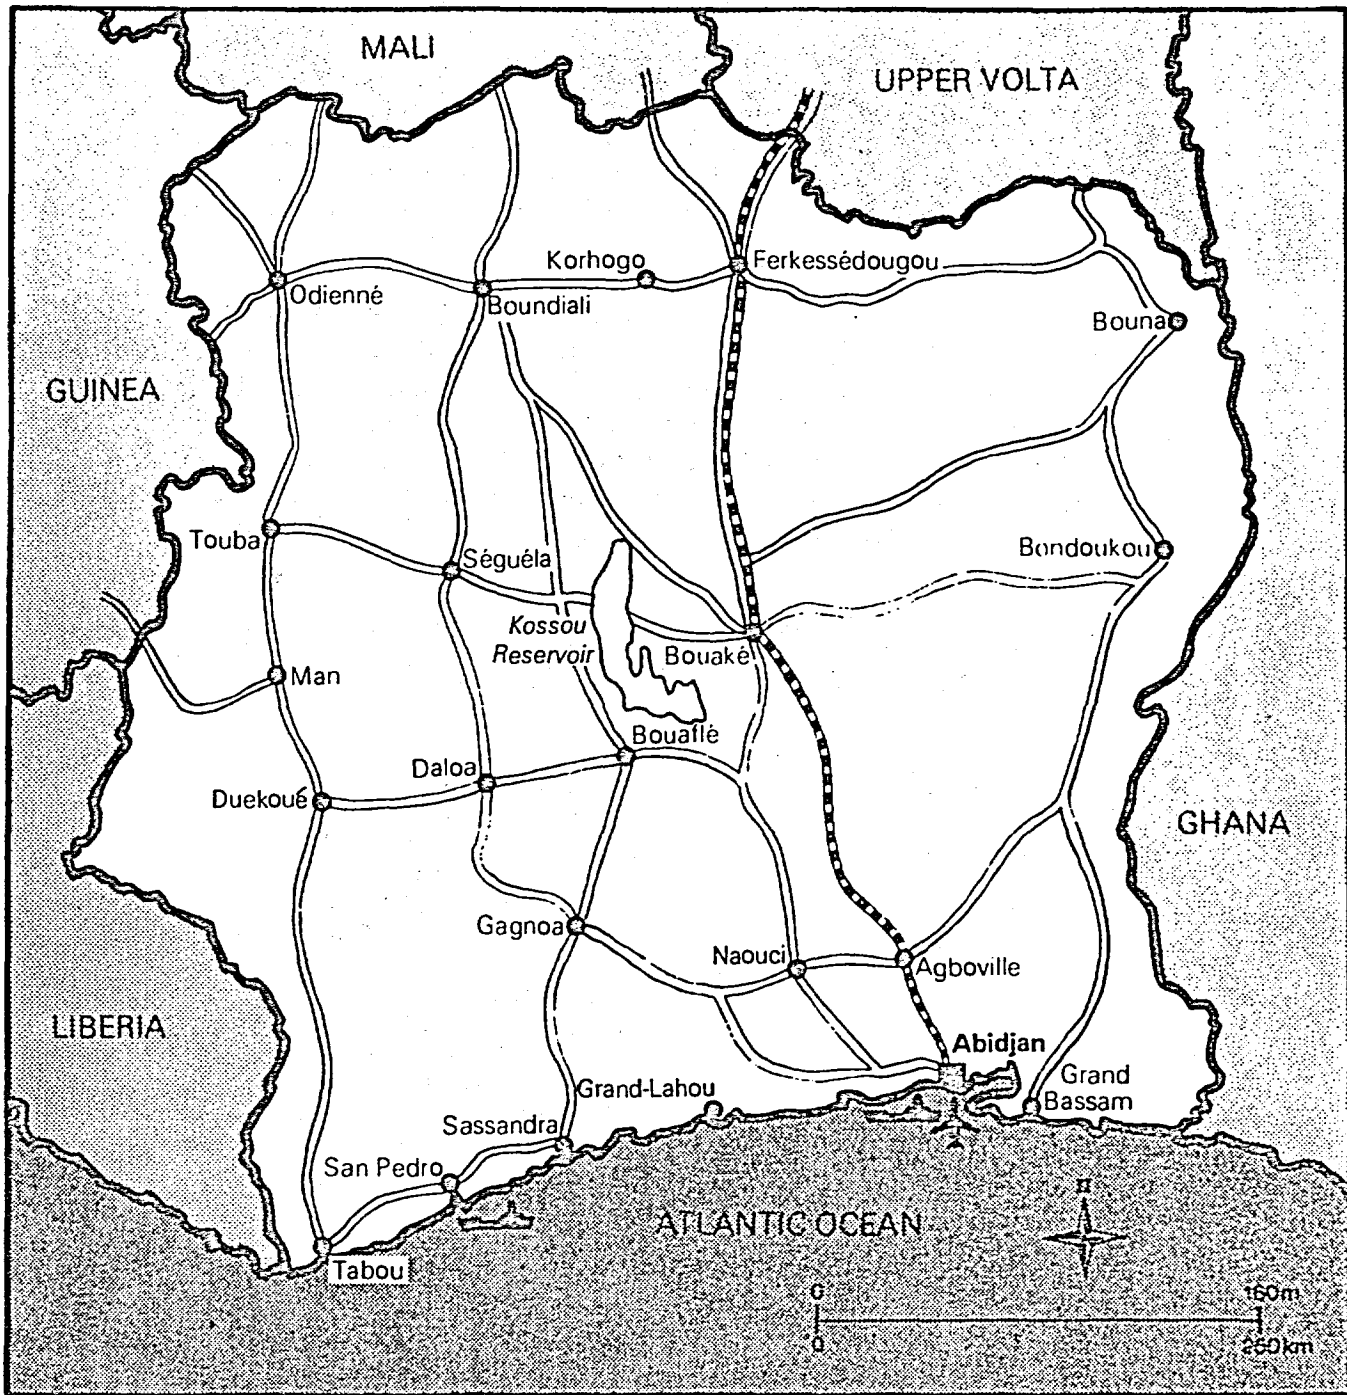 MALI
UPPER VOLTA
Korhogo
Ferkessédougou
Odienné
Boundiali
Bouna
GUINEA
Touba
Séguéla
Bondoukou
Kossou
Reservoir
Bouaké
Man
Bouaflé
Daloa
Duekoué
GHANA
Gagnoa
Naouci
Agboville
LIBERIA
Abidjan
Grand-Lahou
Grand
Bassam
Sassandra
San Pedro
N
ATLANTIC OCEAN
Tabou
0 160m
0 260km